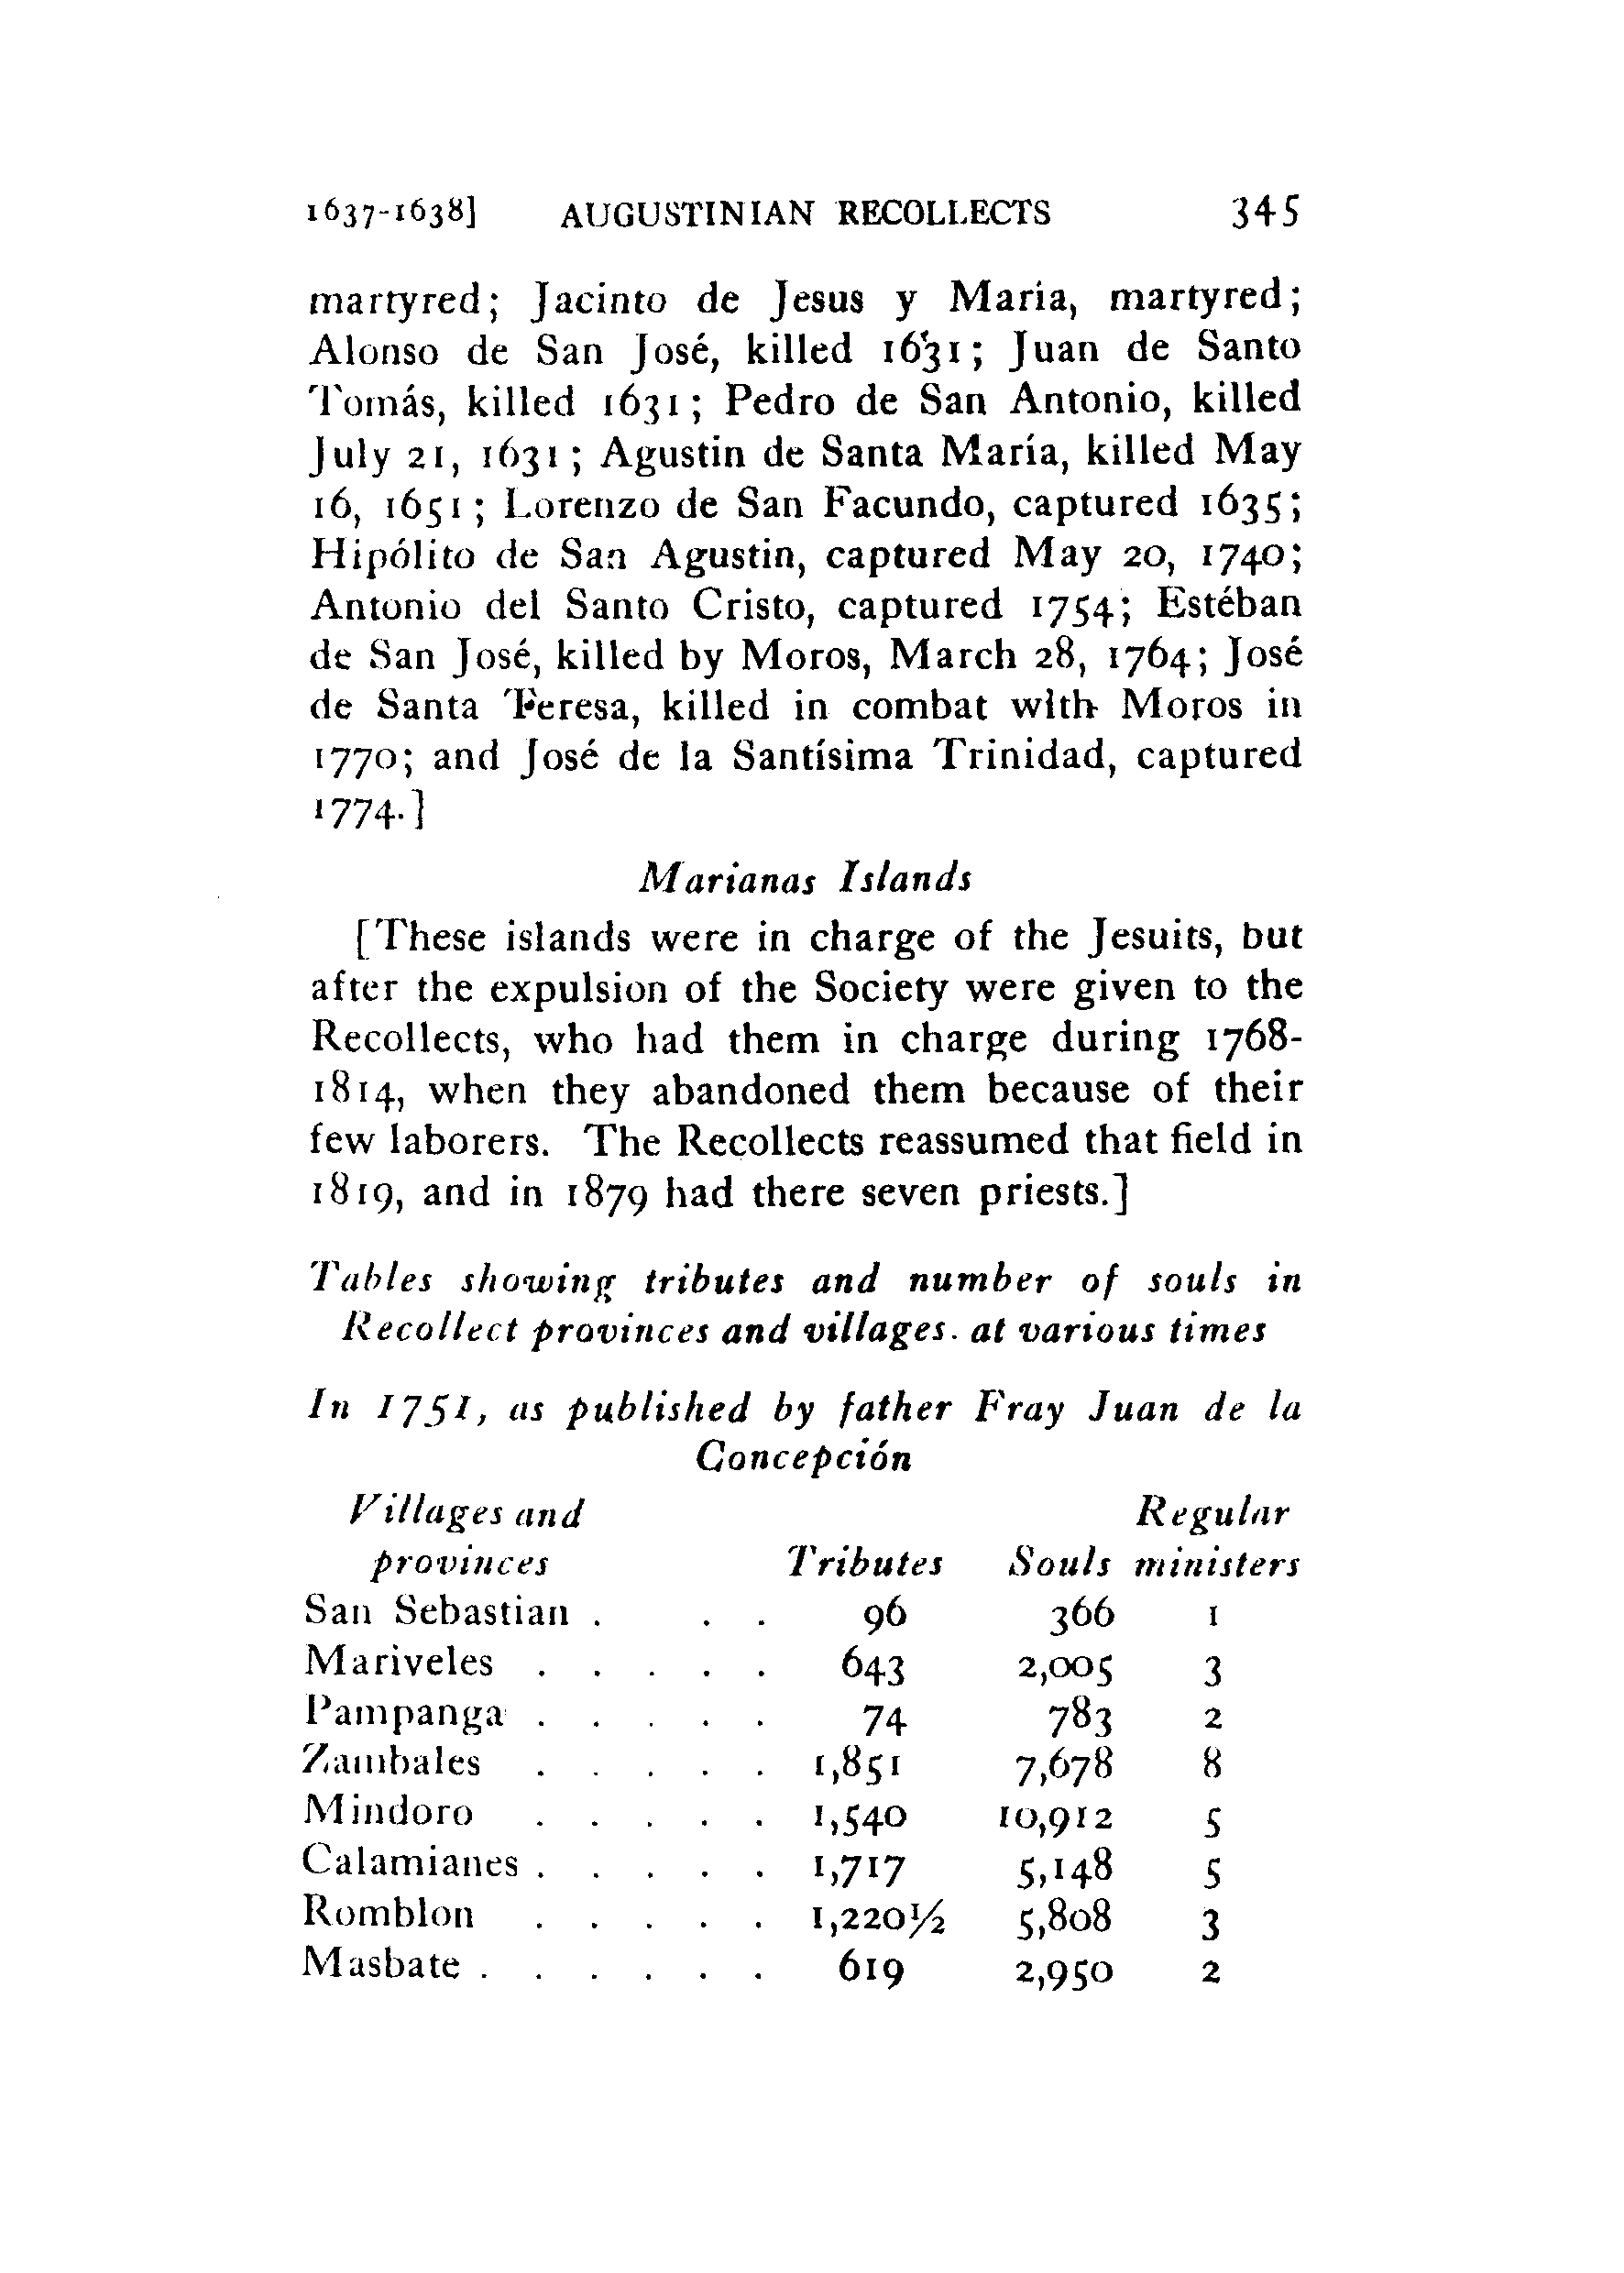 1637-1638] AUGUSTINIAN RECOLLECTS 345
martyred; Jacinto de Jesus y Maria, martyred;
Alonso de San José, killed 1631; Juan de Santo
Tomás, killed 1631; Pedro de San Antonio, killed
July 21, 1631; Agustin de Santa María, killed May
16, 1651; Lorenzo de San Facundo, captured 1635;
Hipólito de San Agustin, captured May 20, 1740;
Antonio del Santo Cristo, captured 1754; Estéban
de San José, killed by Moros, March 28, 1764; José
de Santa Teresa, killed in combat with Moros in
1770; and José de la Santísima Trinidad, captured
1774.]
Marianas Islands
[These islands were in charge of the Jesuits, but
after the expulsion of the Society were given to the
Recollects, who had them in charge during 1768-
1814, when they abandoned them because of their
few laborers. The Recollects reassumed that field in
1819, and in 1879 had there seven priests.]
Tables showing tributes and number of souls in
Recollect provinces and villages. at various times
In 1751, as published by father Fray Juan de la
Concepción
Villages and Regular
provinces Tributes Souls ministers
San Sebastian . . . 96 366 1
Mariveles . . . . . 643 2,005 3
Pampanga . . . . . 74 783 2
Zambales . . . . . 1,851 7,678 8
Mindoro . . . . . 1,540 10,912 5
Calamianes . . . . . 1,717 5,148 5
Romblon . . . . . 1,220½ 5,808 3
Masbate . . . . . . 619 2,950 2